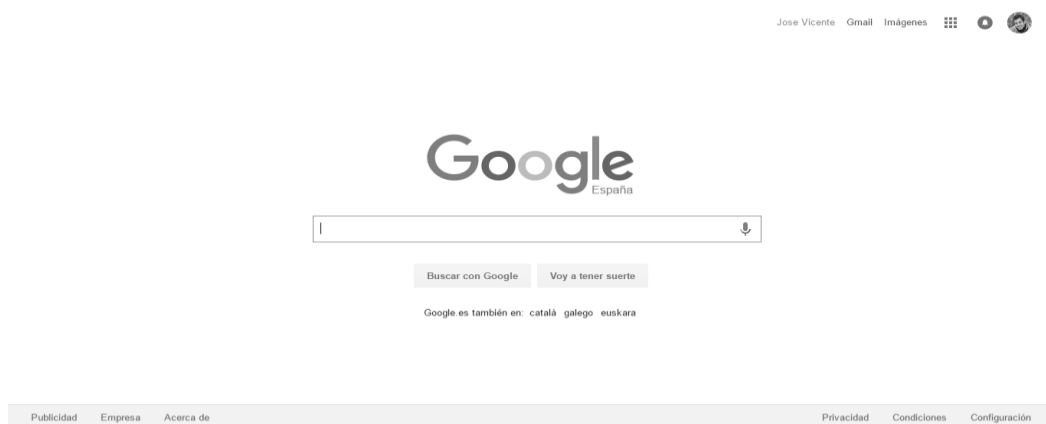 Jose Vicente Gmail Imágenes
Google
España
Buscar con Google Voy a tener suerte
Google.es también en: català galego euskara
Publicidad Empresa Acerca de Privacidad Condiciones Configuración